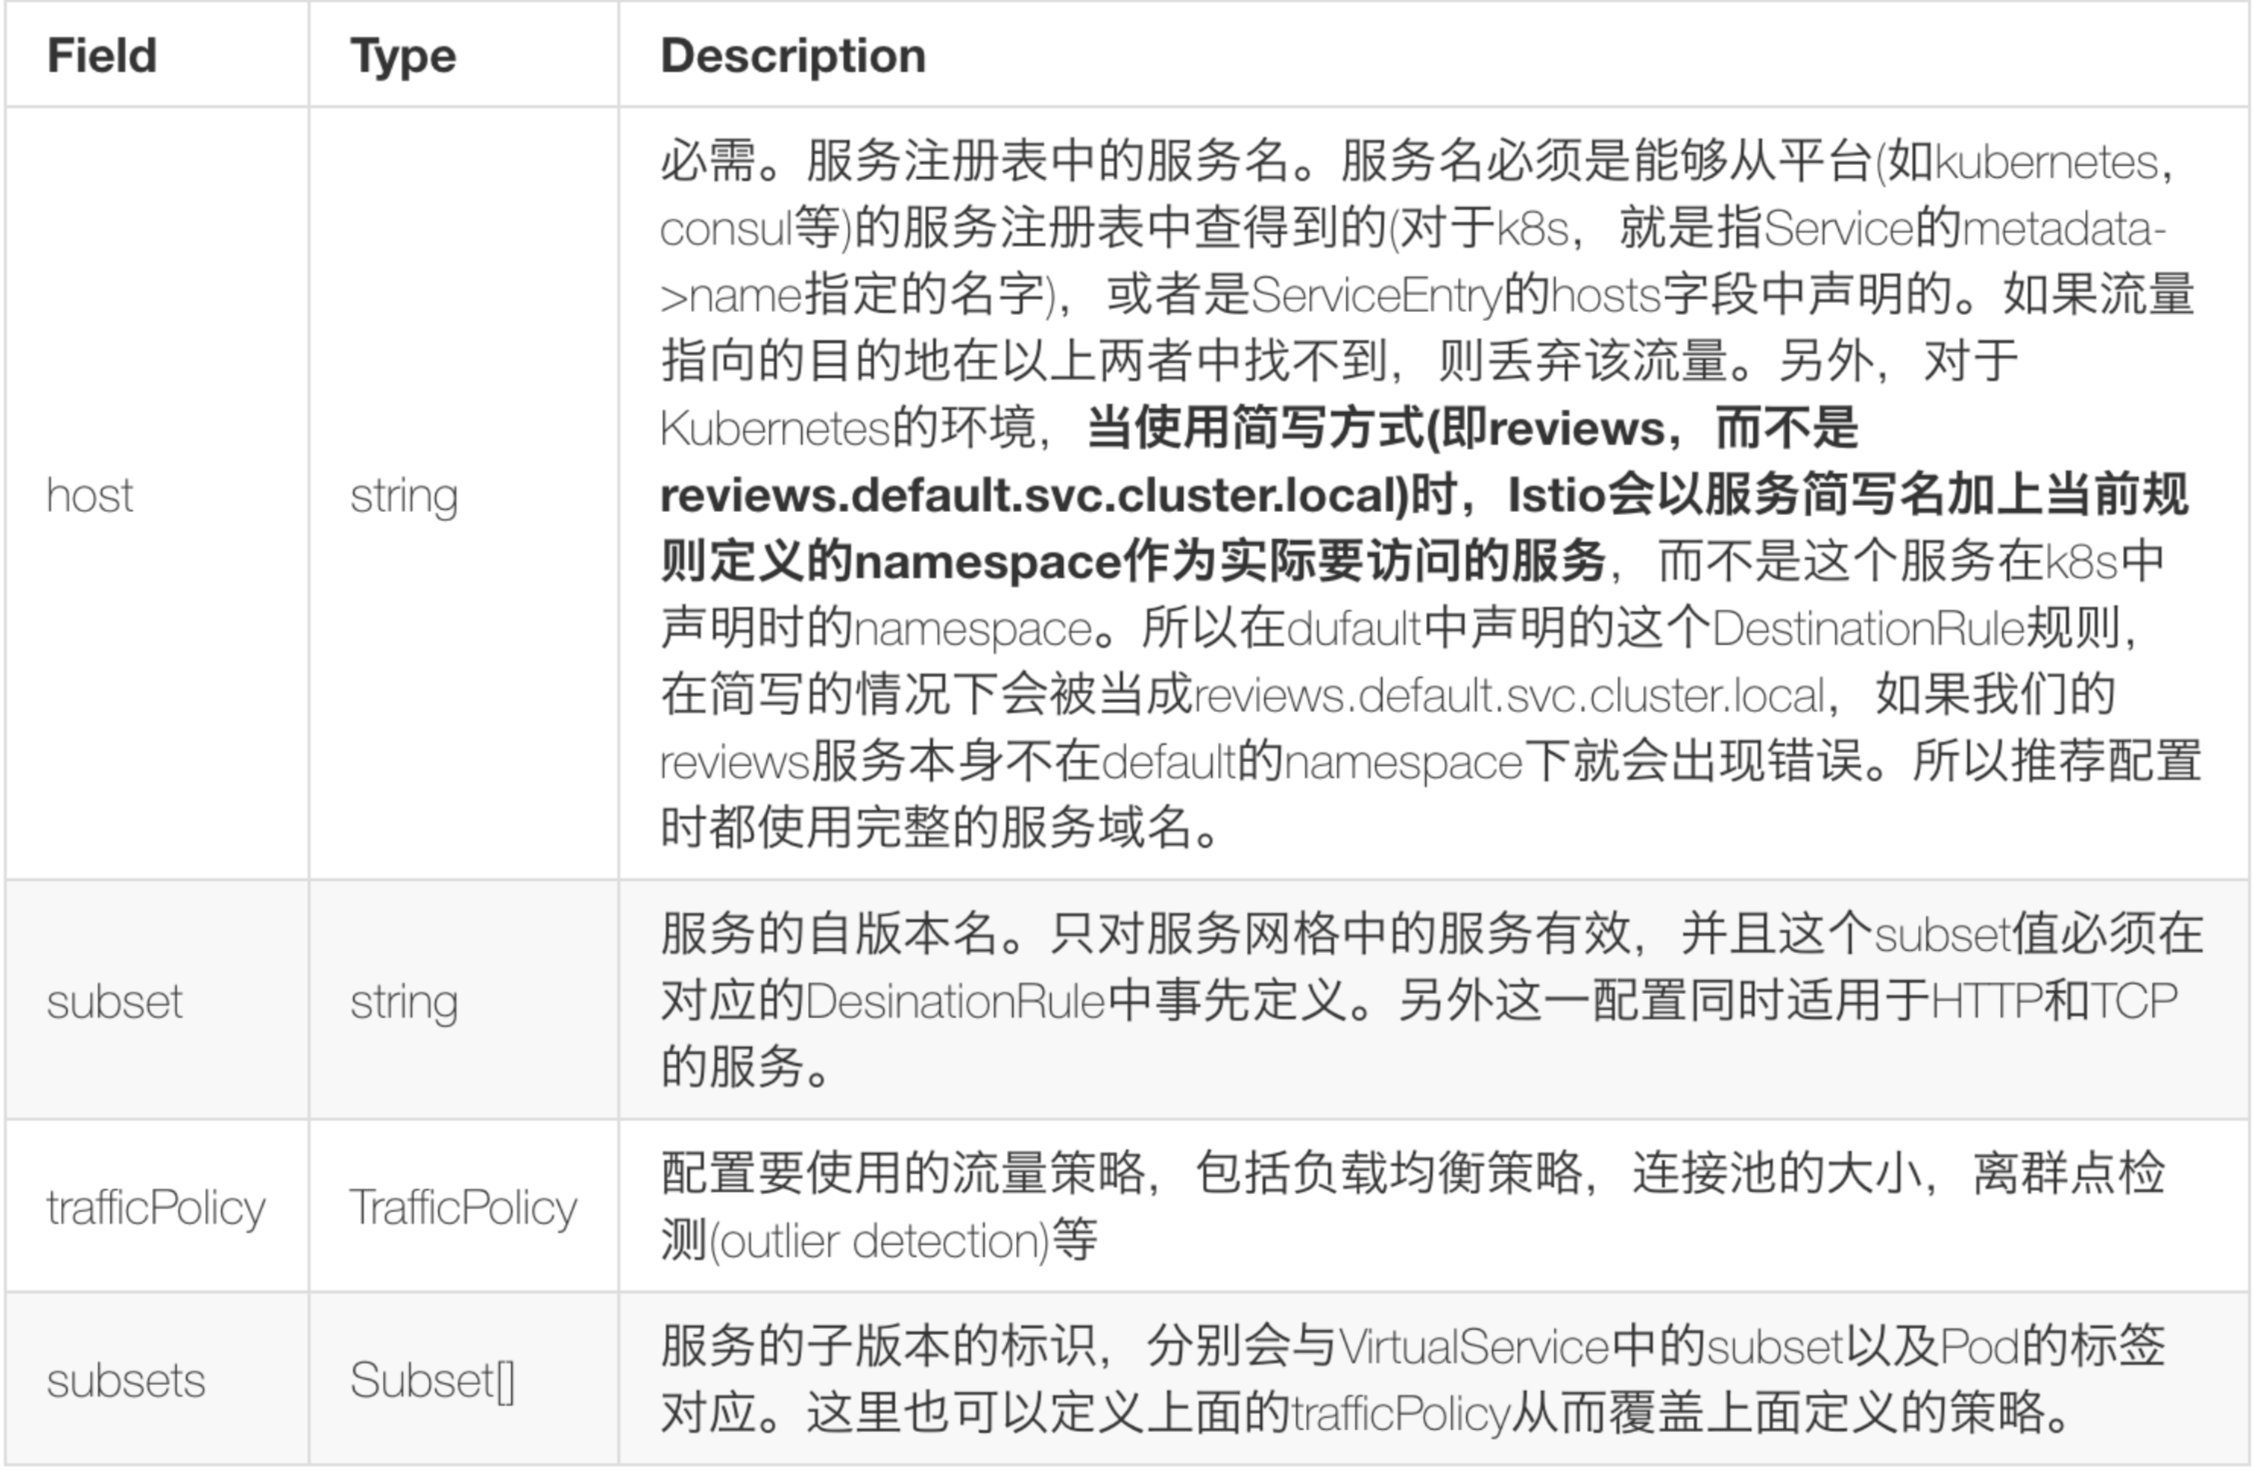 Field Type Description
必需。服务注册表中的服务名。服务名必须是能够从平台(如kubernetes，
consul等)的服务注册表中查得到的(对于k8s，就是指Service的metadata-
>name指定的名字)，或者是ServiceEntry的hosts字段中声明的。如果流量
指向的目的地在以上两者中找不到，则丢弃该流量。另外，对于
Kubernetes的环境，当使用简写方式(即reviews，而不是
host string reviews.default.svc.cluster.local)时，Istio会以服务简写名加上当前规
则定义的namespace作为实际要访问的服务，而不是这个服务在k8s中
声明时的namespace。所以在dufault中声明的这个DestinationRule规则，
在简写的情况下会被当成reviews.default.svc.cluster.local，如果我们的
reviews服务本身不在default的namespace下就会出现错误。所以推荐配置
时都使用完整的服务域名。
服务的自版本名。只对服务网格中的服务有效，并且这个subset值必须在
subset string 对应的DesinationRule中事先定义。另外这一配置同时适用于HTTP和TCP
的服务。
trafficPolicy TrafficPolicy 配置要使用的流量策略，包括负载均衡策略，连接池的大小，离群点检
测(outlier detection)等
subsets Subset[] 服务的子版本的标识，分别会与VirtualService中的subset以及Pod的标签
对应。这里也可以定义上面的trafficPolicy从而覆盖上面定义的策略。